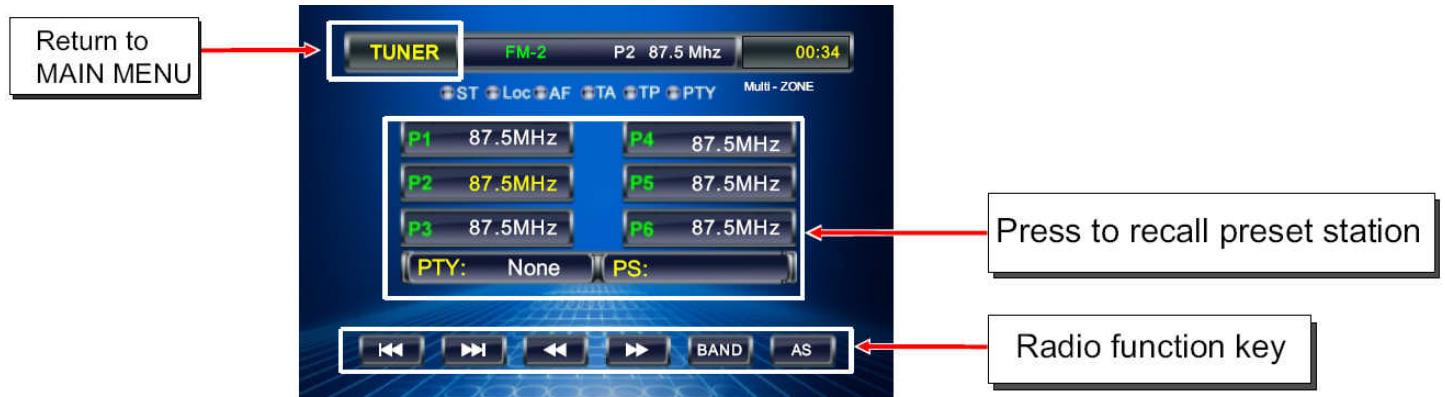 Return to
MAIN MENU
TUNER FM-2 P2 87.5 Mhz 00:34
ST Loc AF TA TP PTY Multi - ZONE
P1 87.5MHz P4 87.5MHz
P2 87.5MHz P5 87.5MHz
P3 87.5MHz P6 87.5MHz
PTY: None PS:
Press to recall preset station
BAND AS
Radio function key